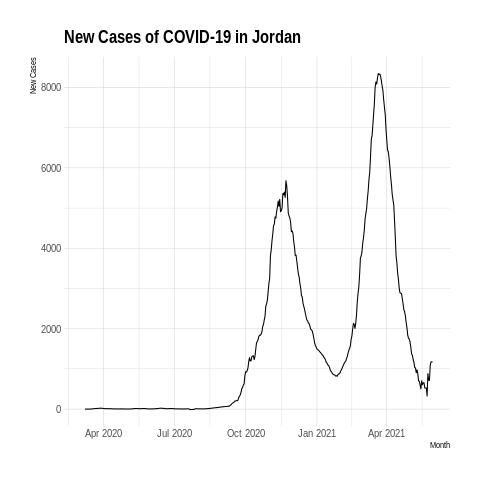 New Cases of COVID-19 in Jordan
New Cases
8000
6000
4000
2000
0
Apr 2020 Jul 2020 Oct 2020 Jan 2021 Apr 2021
Month